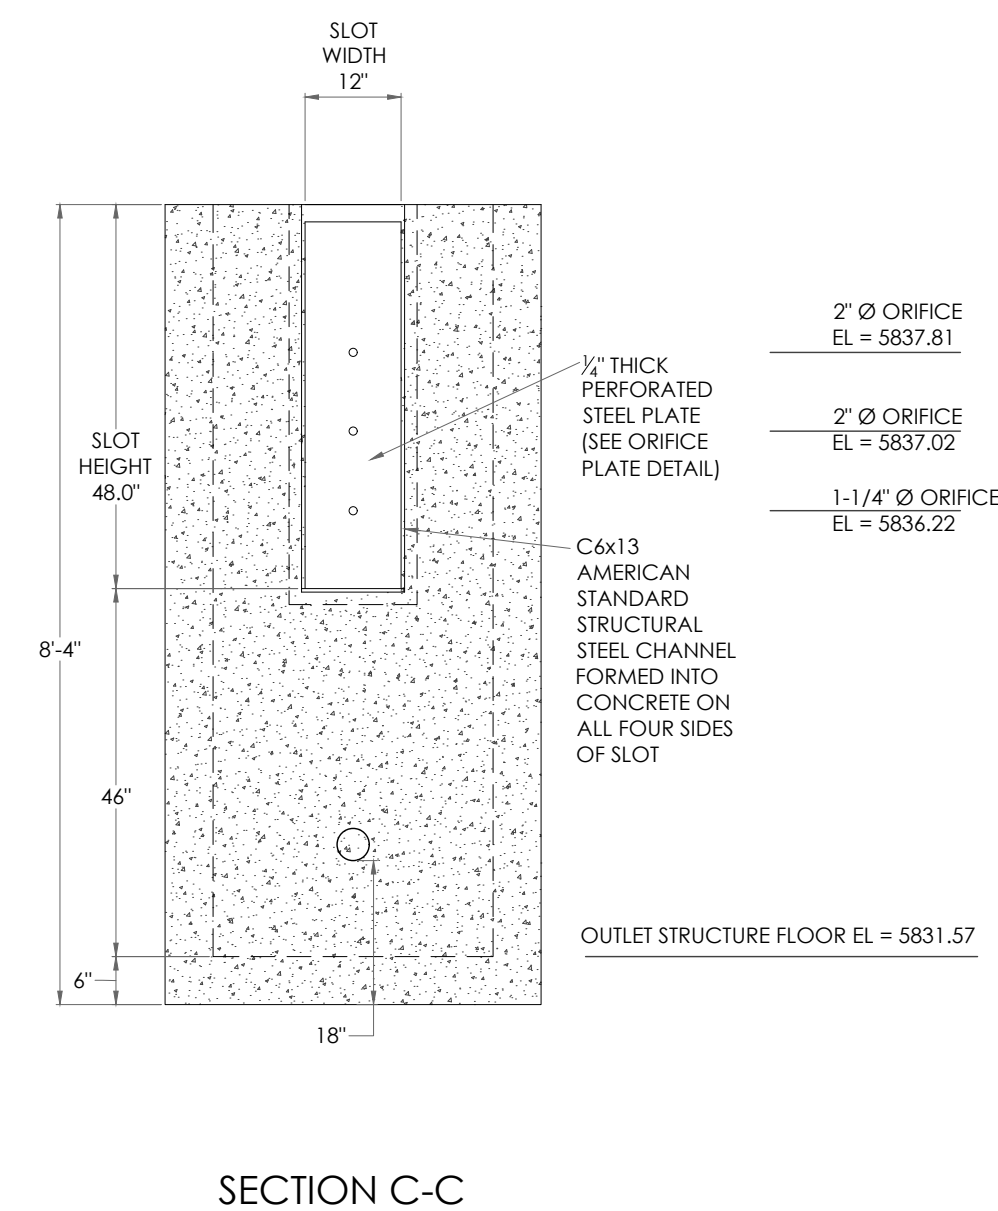 SLOT
WIDTH
12"
2" Ø ORIFICE
EL = 5837.81
¼" THICK
PERFORATED
STEEL PLATE
(SEE ORIFICE
PLATE DETAIL)
2" Ø ORIFICE
EL = 5837.02
SLOT
HEIGHT
48.0"
1-1/4" Ø ORIFICE
EL = 5836.22
C6x13
AMERICAN
STANDARD
STRUCTURAL
STEEL CHANNEL
FORMED INTO
CONCRETE ON
ALL FOUR SIDES
OF SLOT
8'-4"
46"
OUTLET STRUCTURE FLOOR EL = 5831.57
6"
18"
SECTION C-C